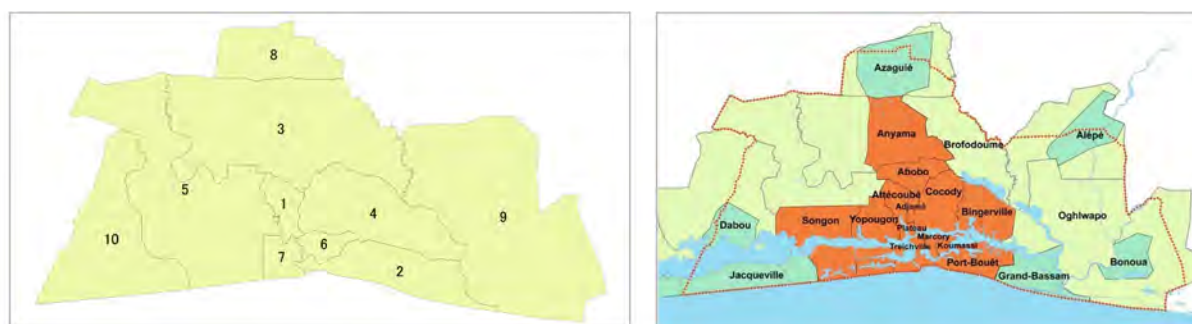 8
3
5
1
4
9
10
6
7
2
Azaguié
Anyama
Alépé
Brofodoumé
Abobo
Attécoubé
Cocody
Adjamé
Songon
Yopougon
Bingerville
Oghlwapo
Dabou
Plateau
Marcory
Treichville
Koumassi
Port-Bouët
Bonoua
Jacqueville
Grand-Bassam